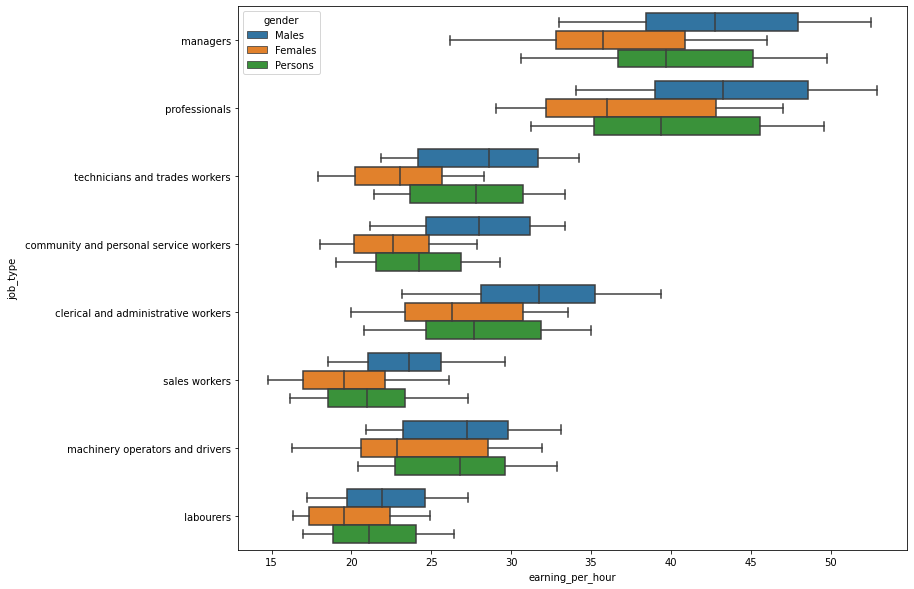 gender
Males
Females
Persons
managers
professionals
technicians and trades workers
community and personal service workers
clerical and administrative workers
sales workers
machinery operators and drivers
labourers
job_type
15 20 25 30 35 40 45 50
earning_per_hour